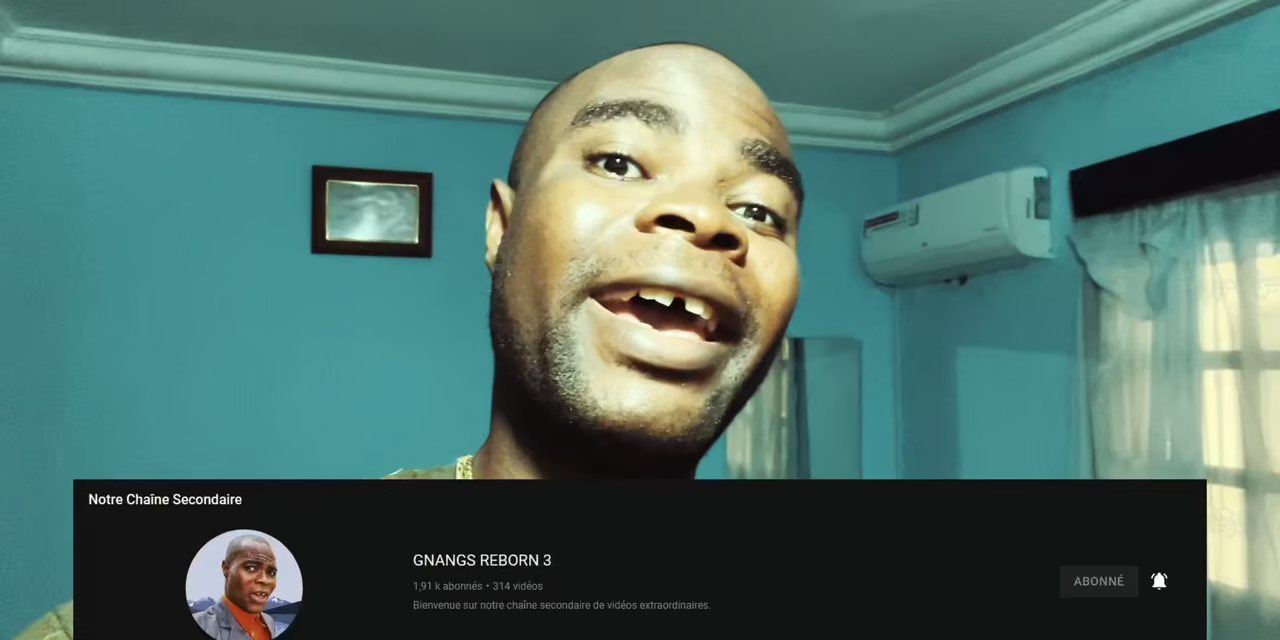 Notre Chaîne Secondaire
GNANGS REBORN 3
1,91 k abonnés • 314 vidéos
Bienvenue sur notre chaîne secondaire de vidéos extraordinaires.
ABONNÉ